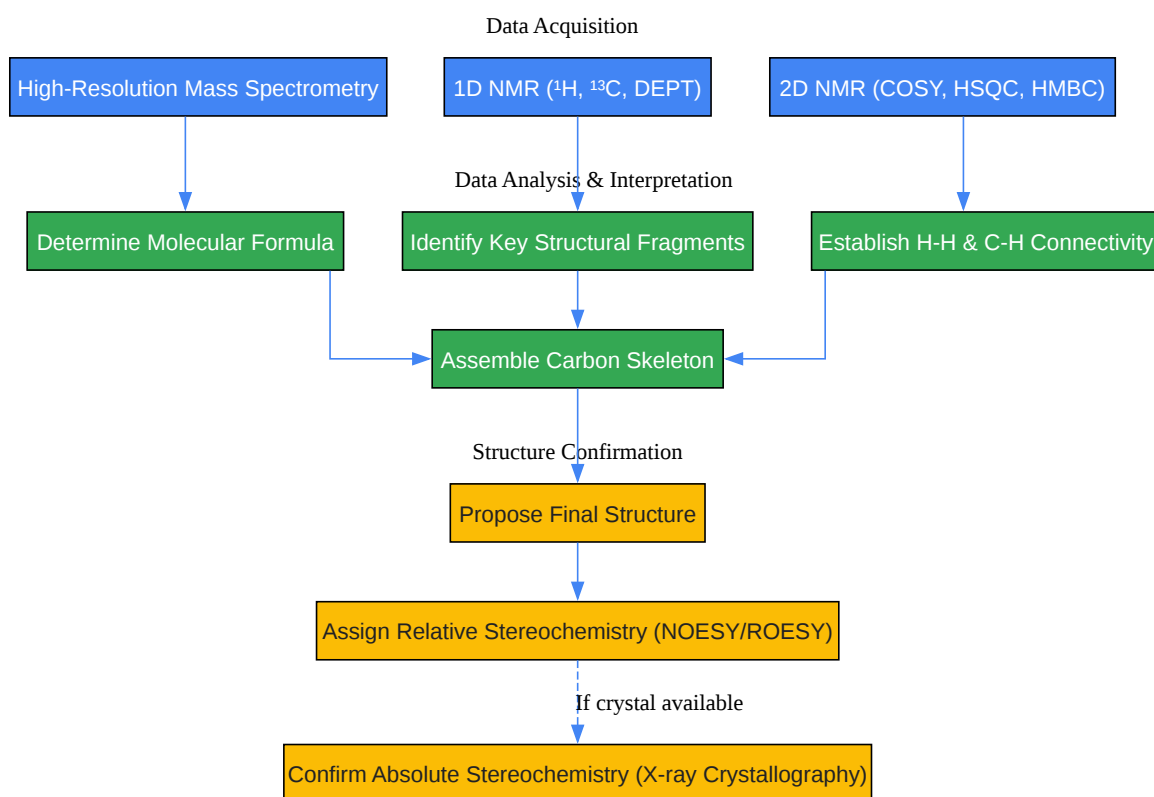 Data Acquisition
High-Resolution Mass Spectrometry
1D NMR (¹H, ¹³C, DEPT)
2D NMR (COSY, HSQC, HMBC)
Data Analysis & Interpretation
Determine Molecular Formula
Identify Key Structural Fragments
Establish H-H & C-H Connectivity
Assemble Carbon Skeleton
Structure Confirmation
Propose Final Structure
Assign Relative Stereochemistry (NOESY/ROESY)
If crystal available
Confirm Absolute Stereochemistry (X-ray Crystallography)